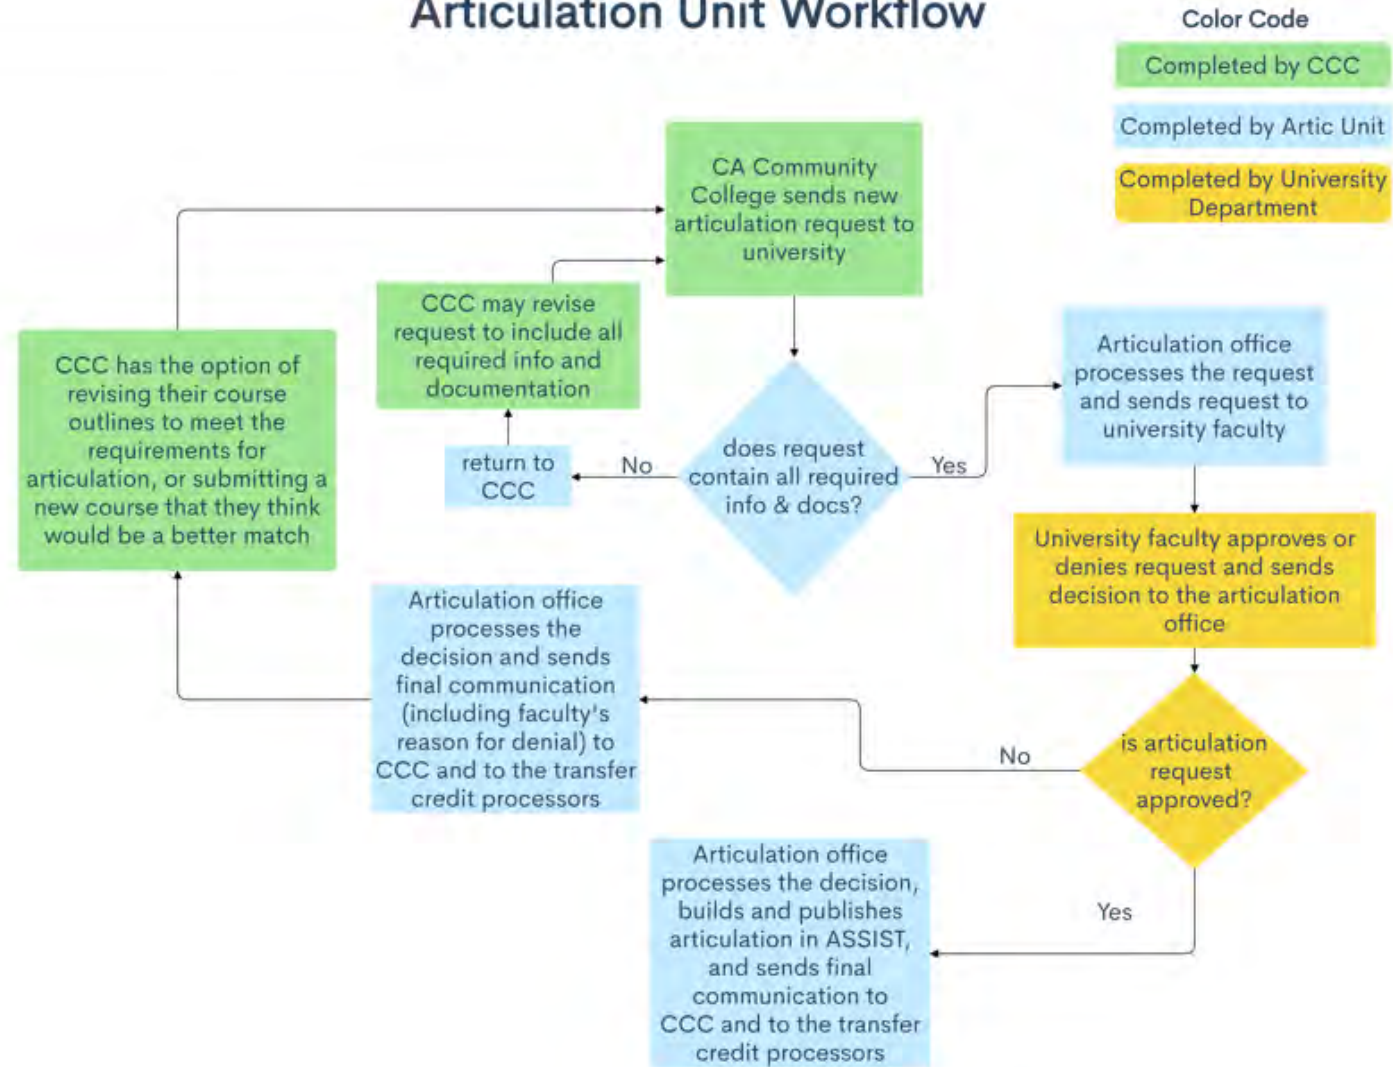 Articulation Unit Workflow
Color Code
Completed by CCC
Completed by Artic Unit
Completed by University
Department
CA Community
College sends new
articulation request to
university
CCC may revise
request to include all
required info and
documentation
CCC has the option of
revising their course
outlines to meet the
requirements for
articulation, or submitting a
new course that they think
would be a better match
return to
CCC
No
does request
contain all required
info & docs?
Yes
Articulation office
processes the request
and sends request to
university faculty
University faculty approves or
denies request and sends
decision to the articulation
office
Articulation office
processes the
decision and sends
final communication
(including faculty's
reason for denial) to
CCC and to the transfer
credit processors
No
is articulation
request
approved?
Yes
Articulation office
processes the decision,
builds and publishes
articulation in ASSIST,
and sends final
communication to
CCC and to the transfer
credit processors